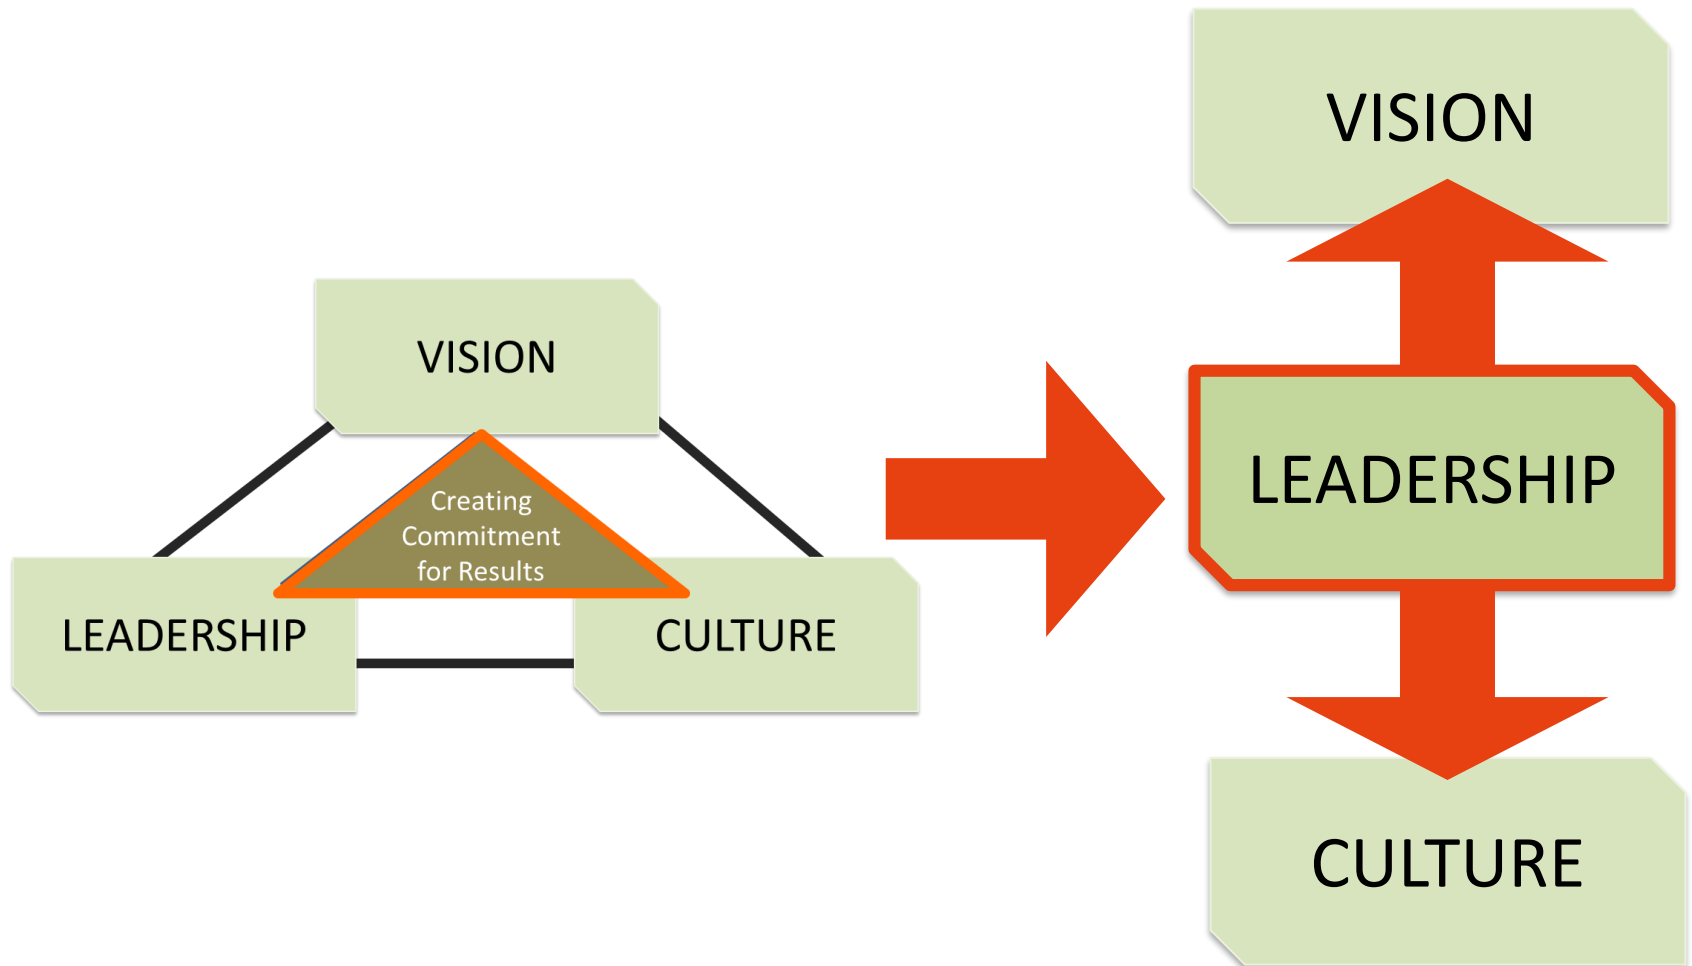 VISION
Creating
Commitment
for Results
LEADERSHIP
CULTURE
VISION
LEADERSHIP
CULTURE